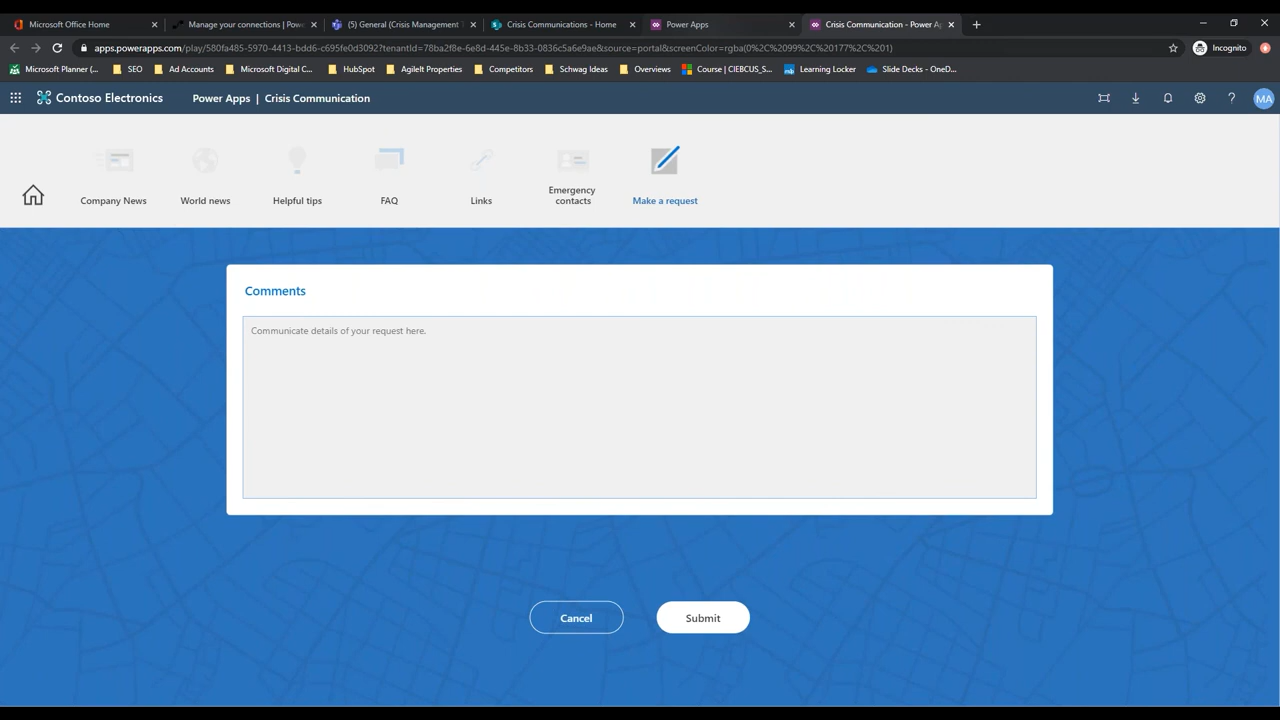 Microsoft Office Home
Manage your connections | Pow
(5) General (Crisis Management
Crisis Communications - Home
Power Apps
Crisis Communication - Power A
apps.powerapps.com/play/580fa485-5970-4413-bdd6-c695fe0d3092?tenantId=78ba2f8e-6e8d-445e-8b33-0836c5a6e9ae&source=portal&screenColor=rgba(0%2C%2099%2C%20177%2C%201)
Incognito
Microsoft Planner (...
SEO
Ad Accounts
Microsoft Digital C...
HubSpot
AgileIt Properties
Competitors
Schwag Ideas
Overviews
Course | CIEBCUS_S...
Learning Locker
Slide Decks - OneD...
Contoso Electronics
Power Apps | Crisis Communication
MA
Company News
World news
Helpful tips
FAQ
Links
Emergency
contacts
Make a request
Comments
Communicate details of your request here.
Cancel
Submit